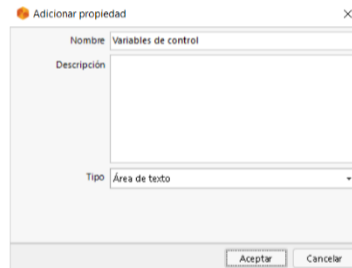 Adicionar propiedad
Nombre Variables de control
Descripción
Tipo Área de texto
Aceptar Cancelar